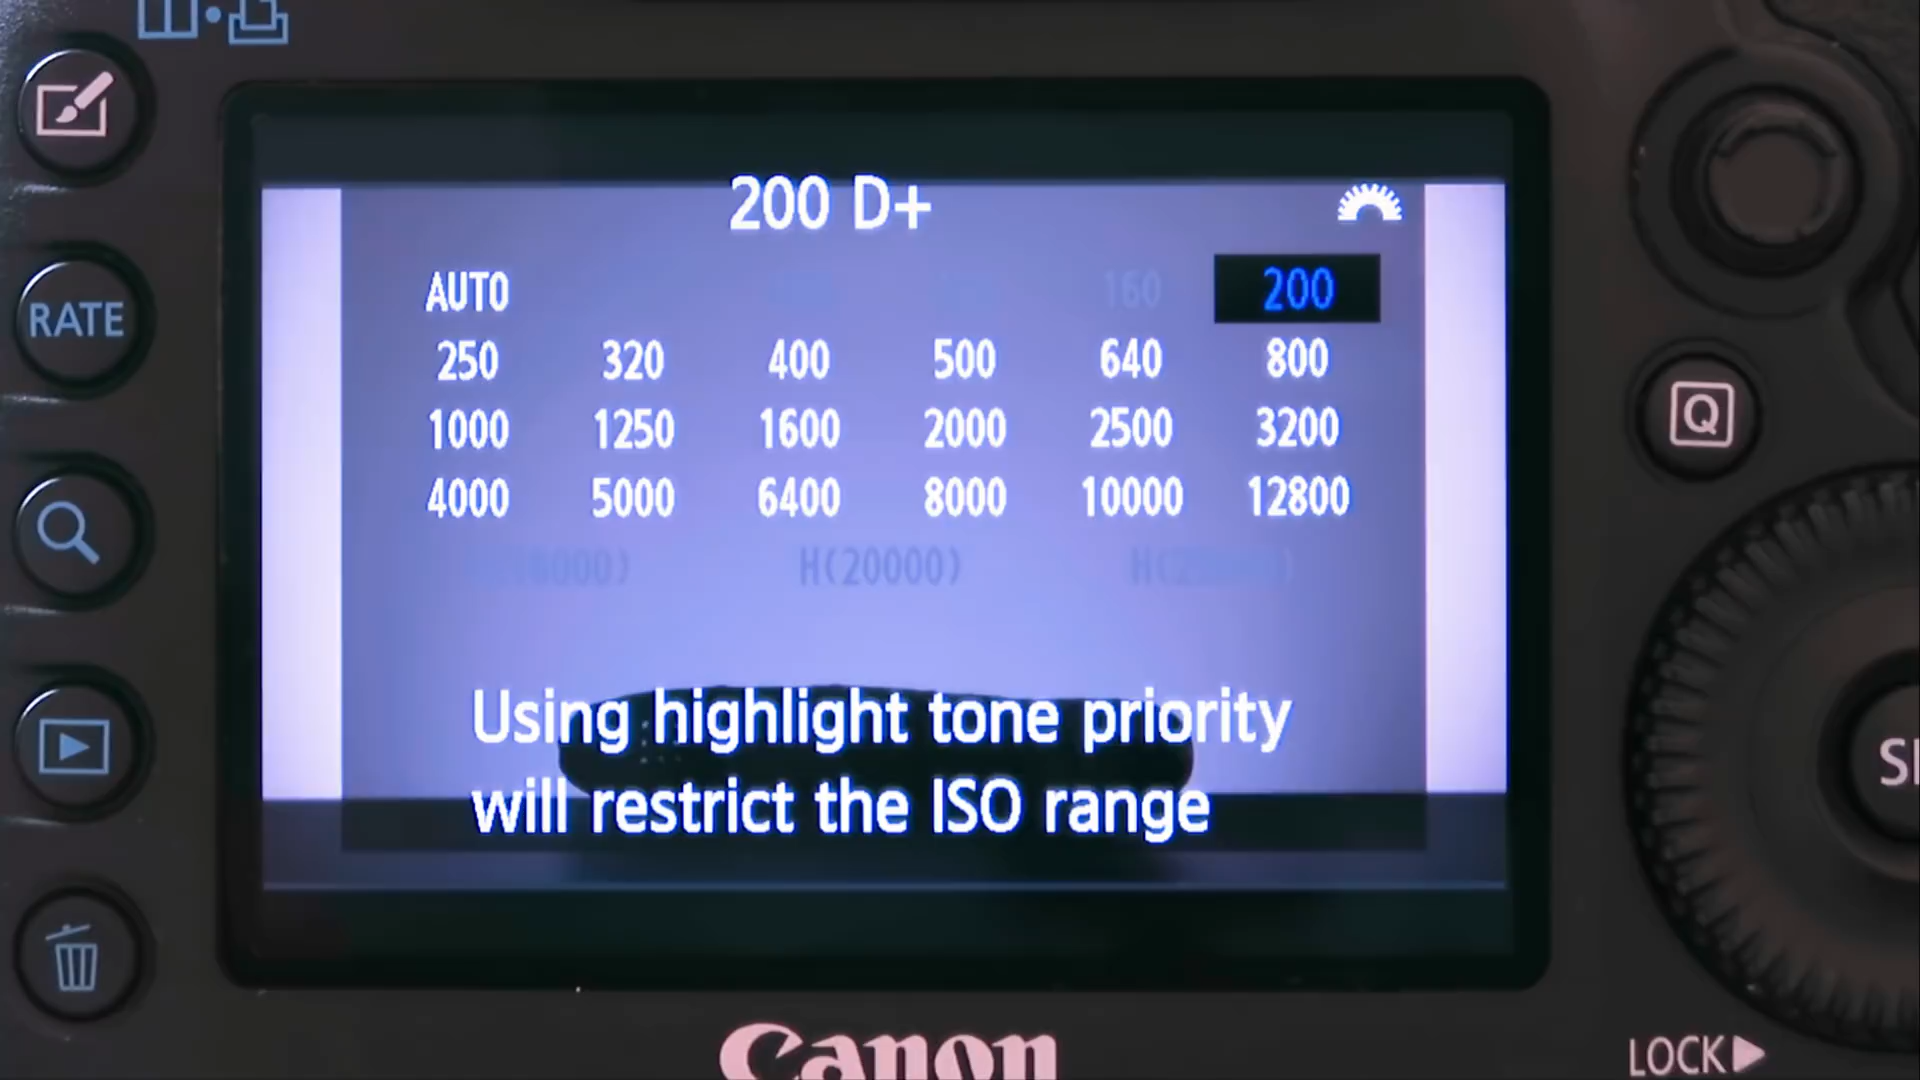 RATE
200 D+
AUTO 160 200
250 320 400 500 640 800
1000 1250 1600 2000 2500 3200
4000 5000 6400 8000 10000 12800
H(20000)
Using highlight tone priority
will restrict the ISO range
Q
Canon
LOCK